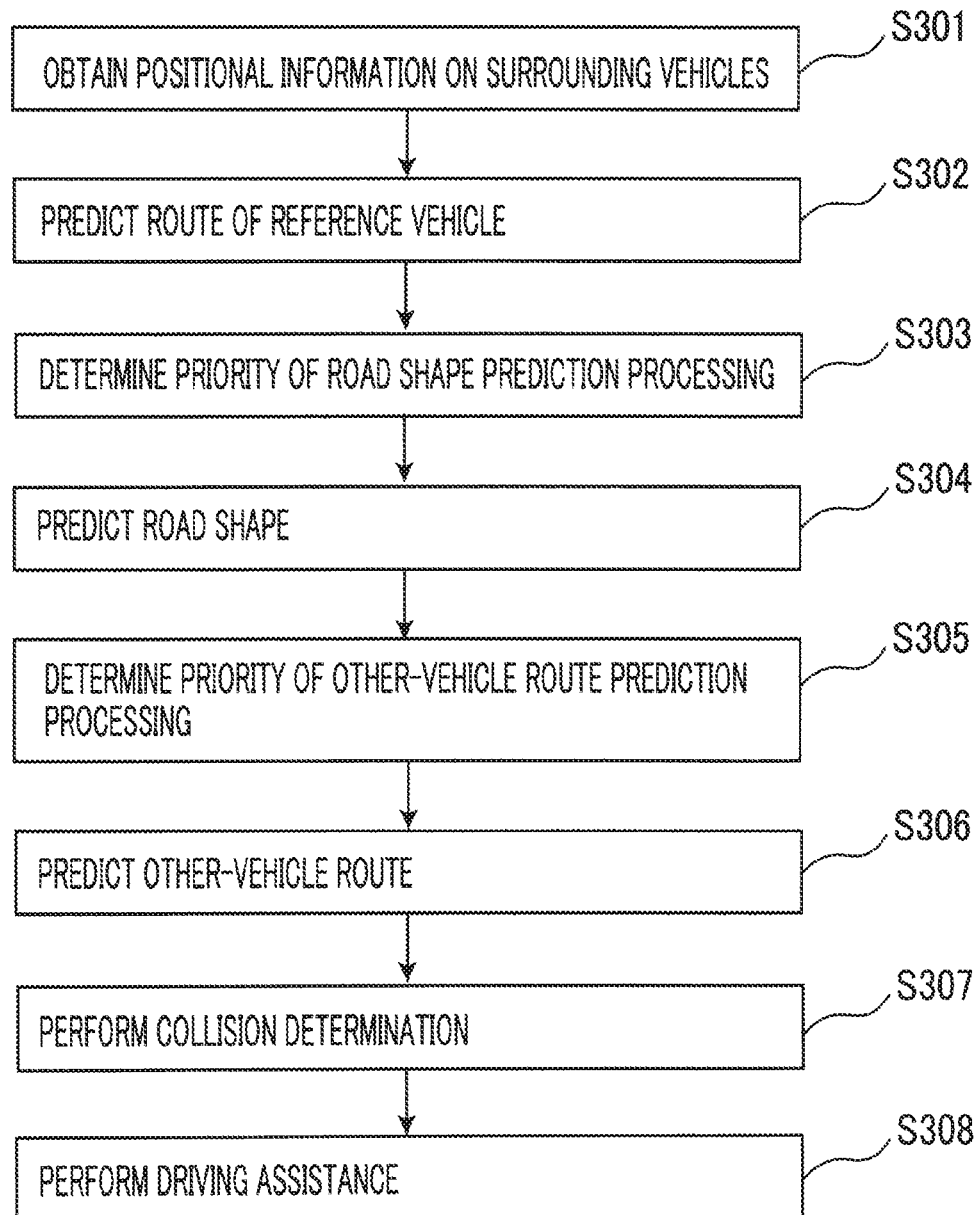 S301
OBTAIN POSITIONAL INFORMATION ON SURROUNDING VEHICLES
S302
PREDICT ROUTE OF REFERENCE VEHICLE
S303
DETERMINE PRIORITY OF ROAD SHAPE PREDICTION PROCESSING
S304
PREDICT ROAD SHAPE
S305
DETERMINE PRIORITY OF OTHER-VEHICLE ROUTE PREDICTION
PROCESSING
S306
PREDICT OTHER-VEHICLE ROUTE
S307
PERFORM COLLISION DETERMINATION
S308
PERFORM DRIVING ASSISTANCE